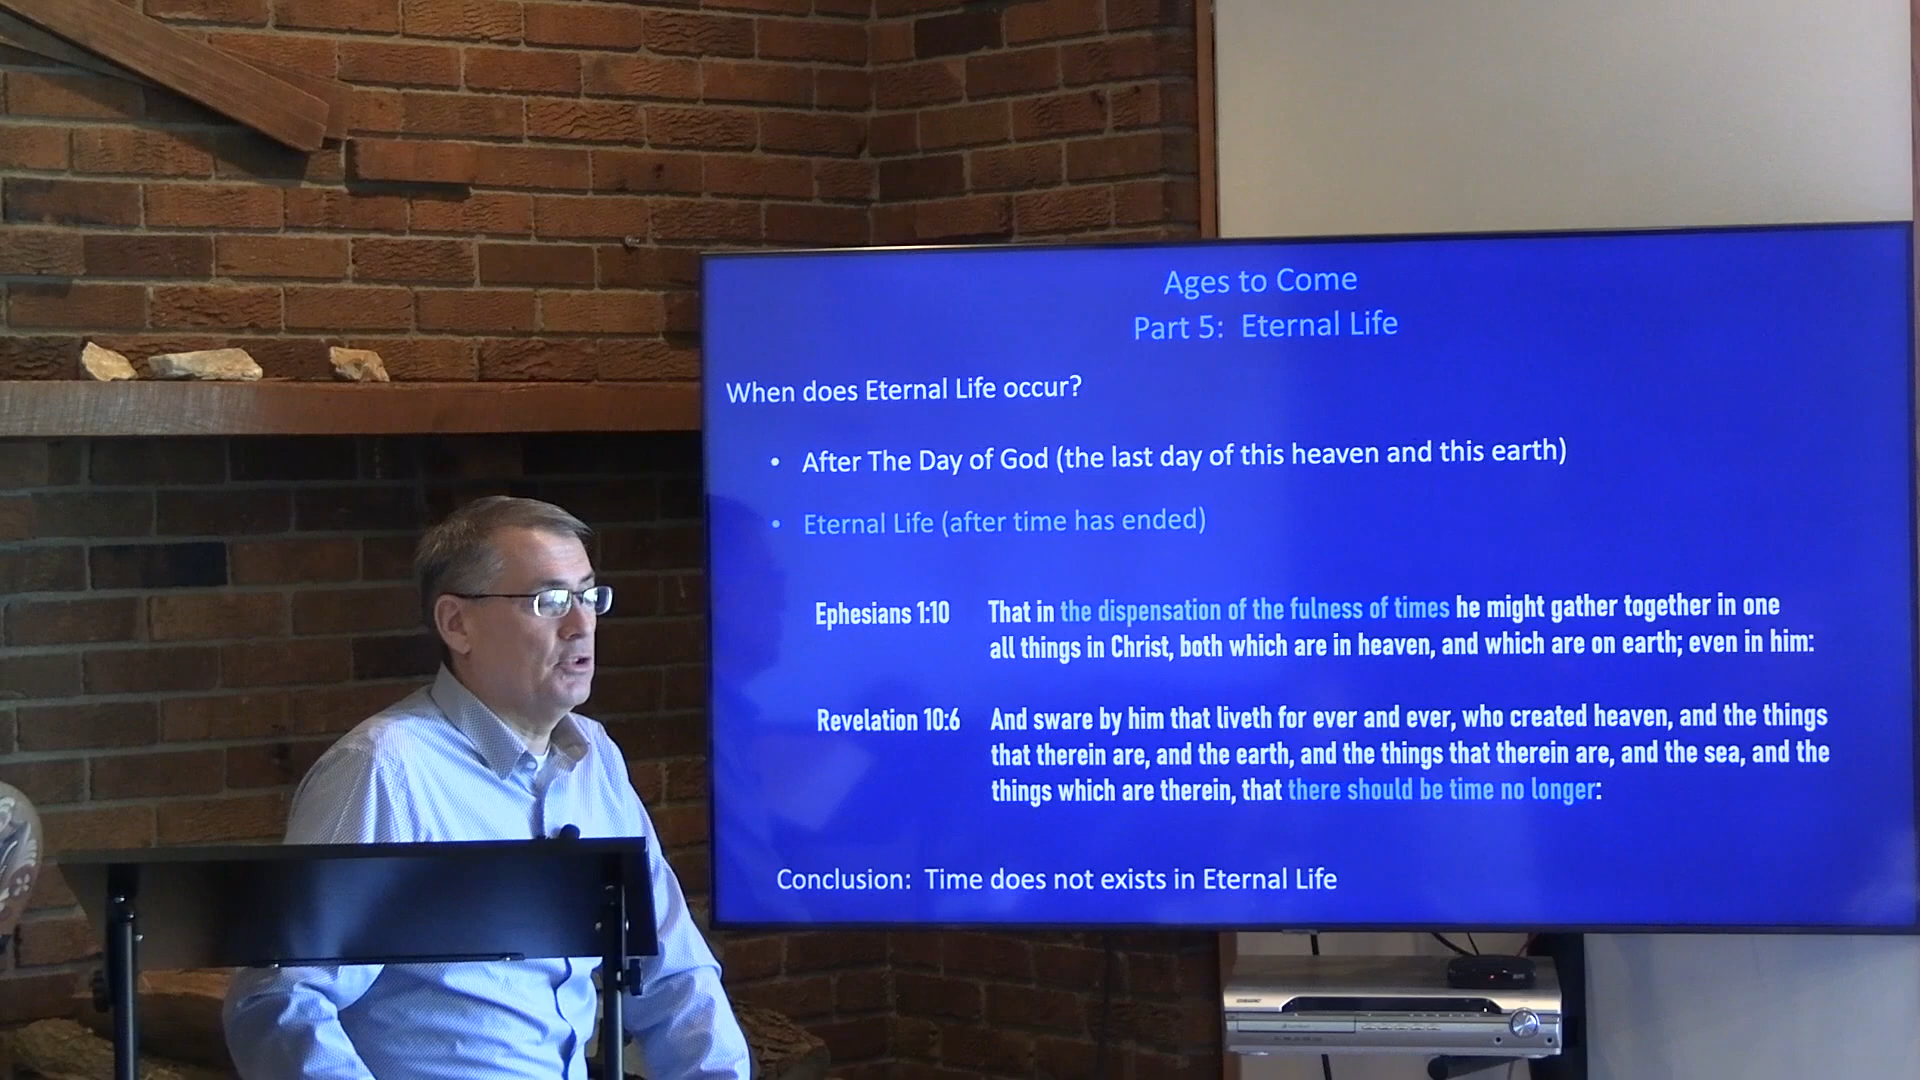 Ages to Come
Part 5: Eternal Life
When does Eternal Life occur?
• After The Day of God (the last day of this heaven and this earth)
• Eternal Life (after time has ended)
Ephesians 1:10 That in the dispensation of the fulness of times he might gather together in one
all things in Christ, both which are in heaven, and which are on earth; even in him:
Revelation 10:6 And sware by him that liveth for ever and ever, who created heaven, and the things
that therein are, and the earth, and the things that therein are, and the sea, and the
things which are therein, that there should be time no longer:
Conclusion: Time does not exists in Eternal Life